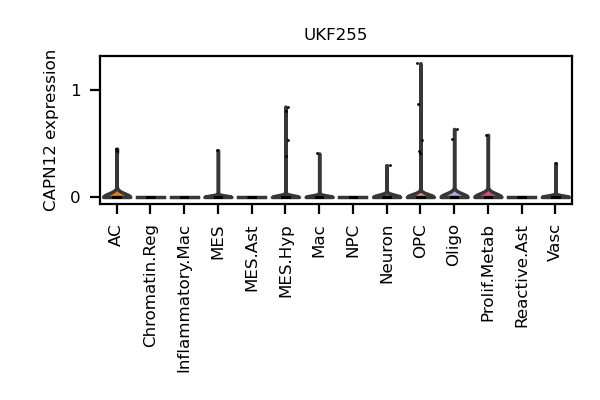 UKF255
CAPN12 expression
1
0
AC
Chromatin.Reg
Inflammatory.Mac
MES
MES.Ast
MES.Hyp
Mac
NPC
Neuron
OPC
Oligo
Prolif.Metab
Reactive.Ast
Vasc